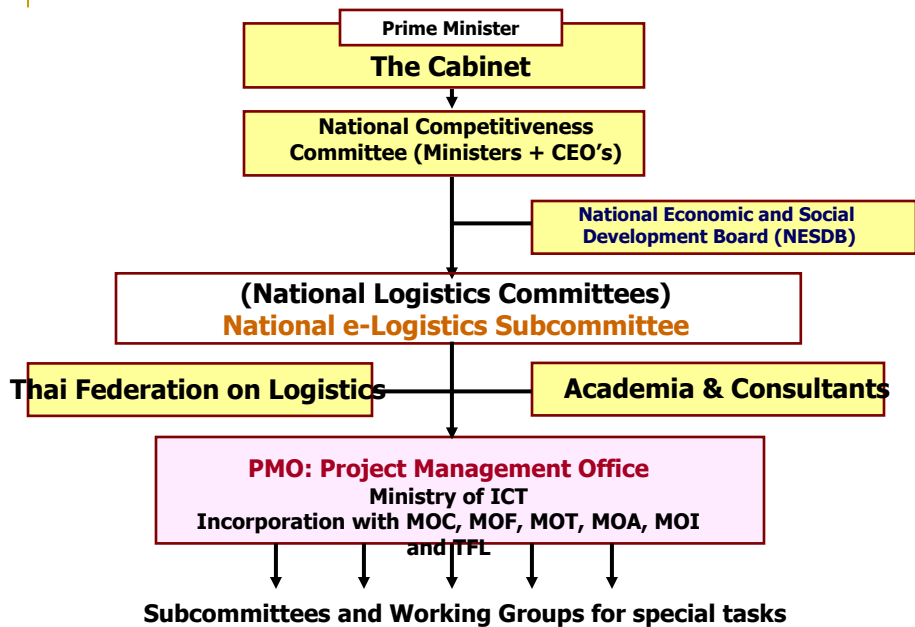 Prime Minister
The Cabinet
National Competitiveness
Committee (Ministers + CEO’s)
National Economic and Social
Development Board (NESDB)
(National Logistics Committees)
National e-Logistics Subcommittee
Thai Federation on Logistics
Academia & Consultants
PMO: Project Management Office
Ministry of ICT
Incorporation with MOC, MOF, MOT, MOA, MOI
and TFL
Subcommittees and Working Groups for special tasks